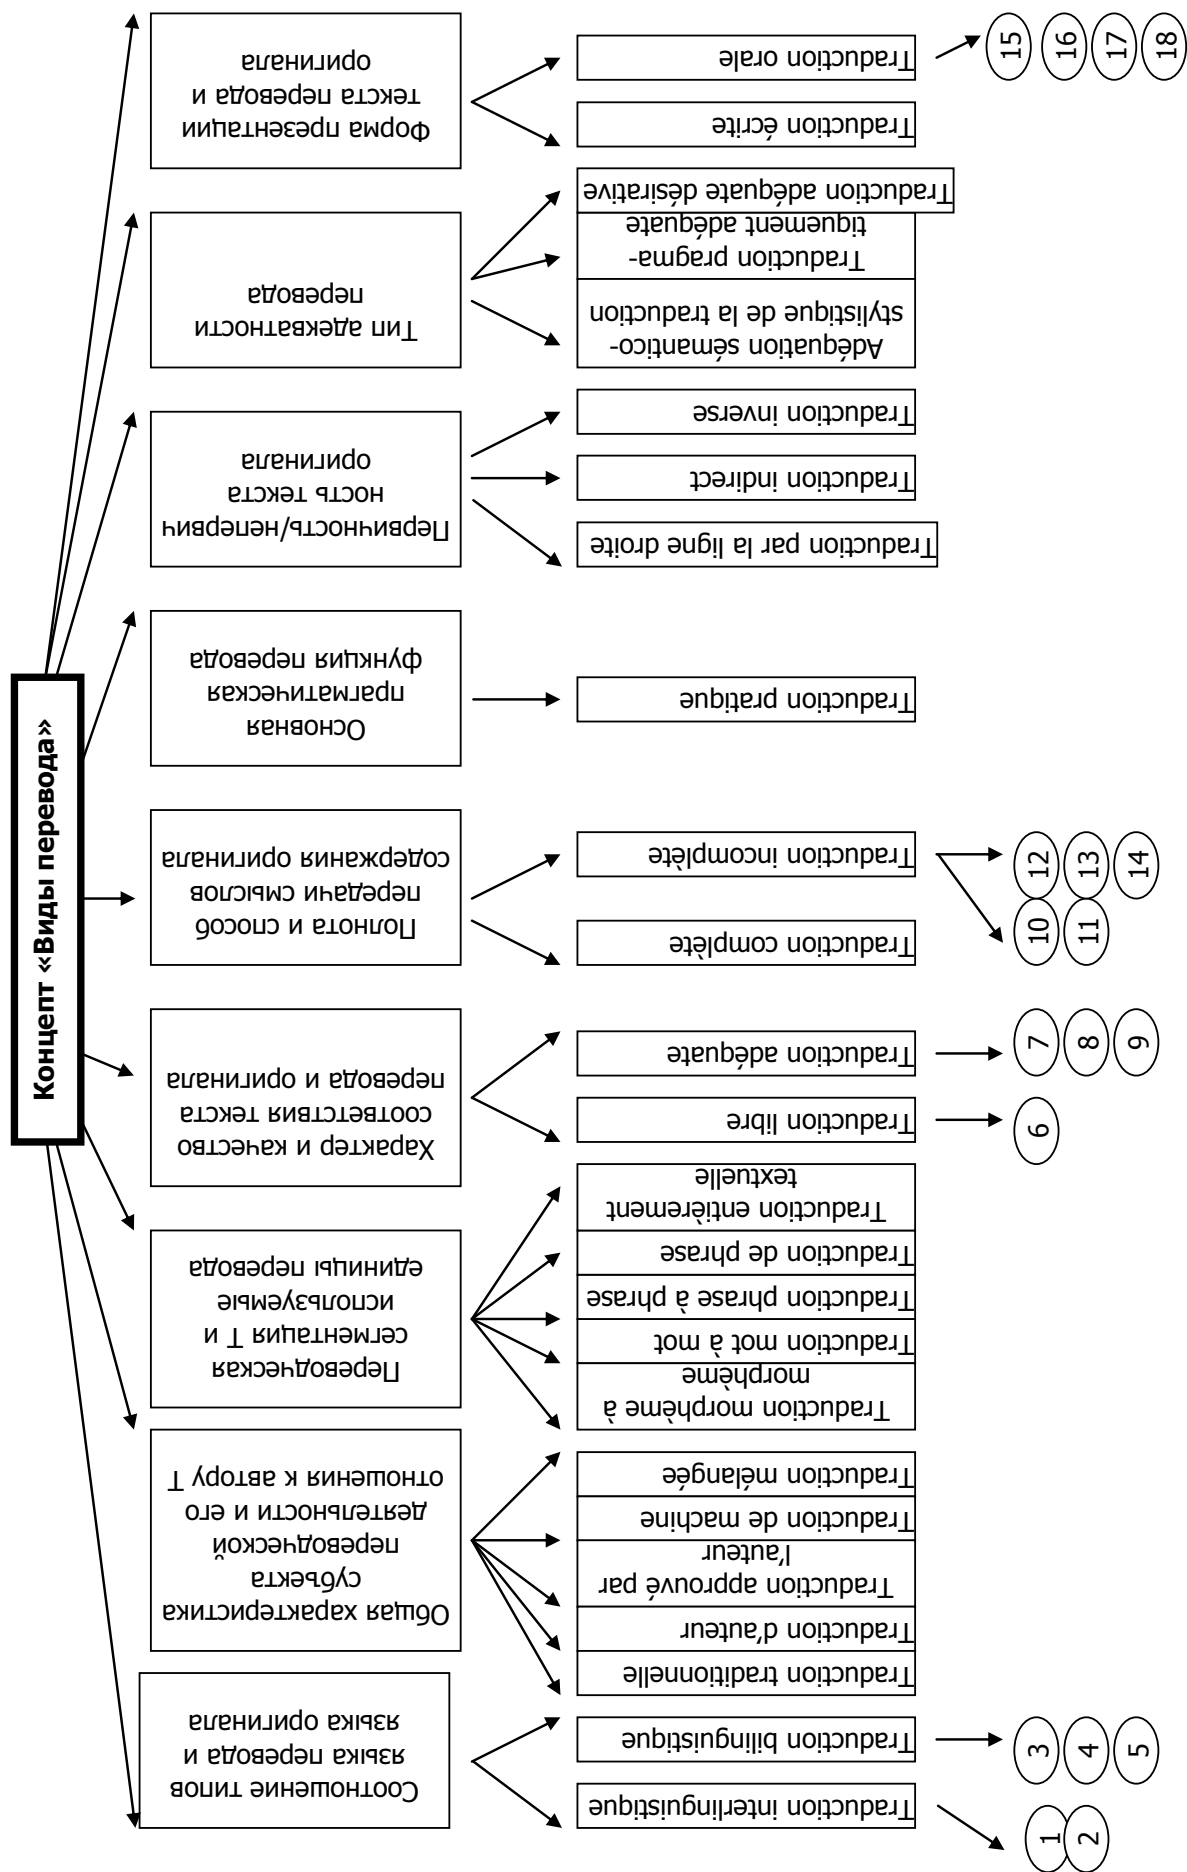 Концепт «Виды перевода»
Соотношение типов
языка перевода и
языка оригинала
Traduction interlinguistique
1
2
Traduction bilinguistique
3
4
5
Общая характеристика
субъекта
переводческой
деятельности и его
отношения к автору Т
Traduction traditionnelle
Traduction d'auteur
Traduction approuvé par
l'auteur
Traduction de machine
Traduction mélangée
Переводческая
сегментация Т и
используемые
единицы перевода
Traduction morphème à
morphème
Traduction mot à mot
Traduction phrase à phrase
Traduction de phrase
Traduction entièrement
textuelle
Характер и качество
соответствия текста
перевода и оригинала
Traduction libre
6
Traduction adéquate
7
8
9
Полнота и способ
передачи смыслов
содержания оригинала
Traduction complète
Traduction incomplète
10
11
12
13
14
Основная
прагматическая
функция перевода
Traduction pratique
Первичность/непервич
ность текста
оригинала
Traduction par la ligne droite
Traduction indirect
Traduction inverse
Тип адекватности
перевода
Adéquation sémantico-
stylistique de la traduction
Traduction pragma-
tiquement adéquate
Traduction adéquate désirative
Форма презентации
текста перевода и
оригинала
Traduction écrite
Traduction orale
15
16
17
18